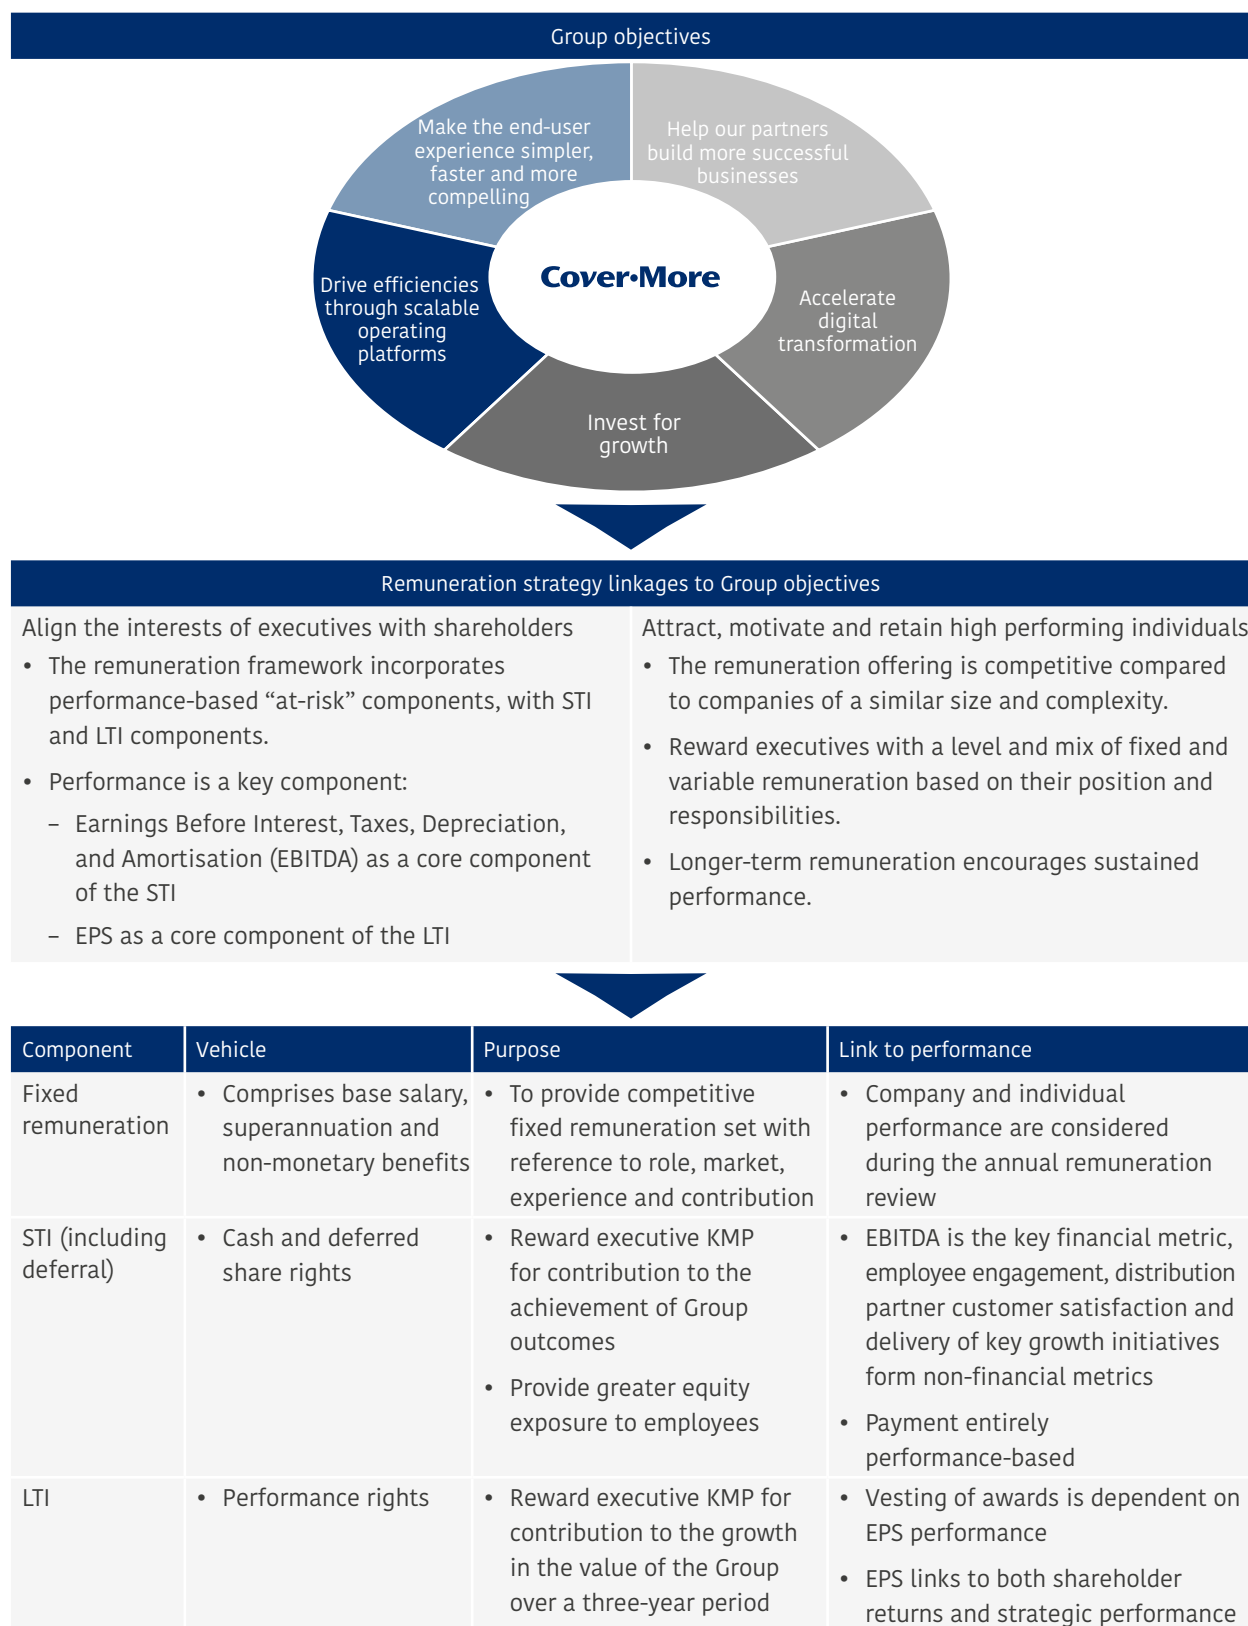 Group objectives
Make the end-user
experience simpler,
faster and more
compelling
Help our partners
build more successful
businesses
Drive efficiencies
through scalable
operating
platforms
Cover•More
Accelerate
digital
transformation
Invest for
growth
Remuneration strategy linkages to Group objectives
Align the interests of executives with shareholders
• The remuneration framework incorporates
performance-based “at-risk” components, with STI
and LTI components.
• Performance is a key component:
– Earnings Before Interest, Taxes, Depreciation,
and Amortisation (EBITDA) as a core component
of the STI
– EPS as a core component of the LTI
Attract, motivate and retain high performing individuals
• The remuneration offering is competitive compared
to companies of a similar size and complexity.
• Reward executives with a level and mix of fixed and
variable remuneration based on their position and
responsibilities.
• Longer-term remuneration encourages sustained
performance.
Component
Vehicle
Purpose
Link to performance
Fixed
remuneration
• Comprises base salary,
superannuation and
non-monetary benefits
• To provide competitive
fixed remuneration set with
reference to role, market,
experience and contribution
• Company and individual
performance are considered
during the annual remuneration
review
STI (including
deferral)
• Cash and deferred
share rights
• Reward executive KMP
for contribution to the
achievement of Group
outcomes
• Provide greater equity
exposure to employees
• EBITDA is the key financial metric,
employee engagement, distribution
partner customer satisfaction and
delivery of key growth initiatives
form non-financial metrics
• Payment entirely
performance-based
LTI
• Performance rights
• Reward executive KMP for
contribution to the growth
in the value of the Group
over a three-year period
• Vesting of awards is dependent on
EPS performance
• EPS links to both shareholder
returns and strategic performance